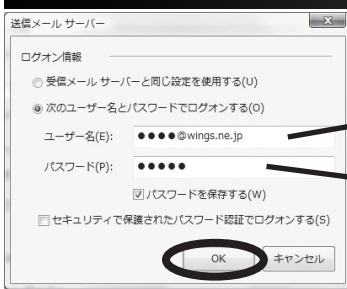 送信メール サーバー
ログオン情報
受信メール サーバーと同じ設定を使用する(U)
次のユーザー名とパスワードでログオンする(O)
ユーザー名(E): ●●●●@wings.ne.jp
パスワード(P): ●●●●●
パスワードを保存する(W)
セキュリティで保護されたパスワード認証でログオンする(S)
OK キャンセル